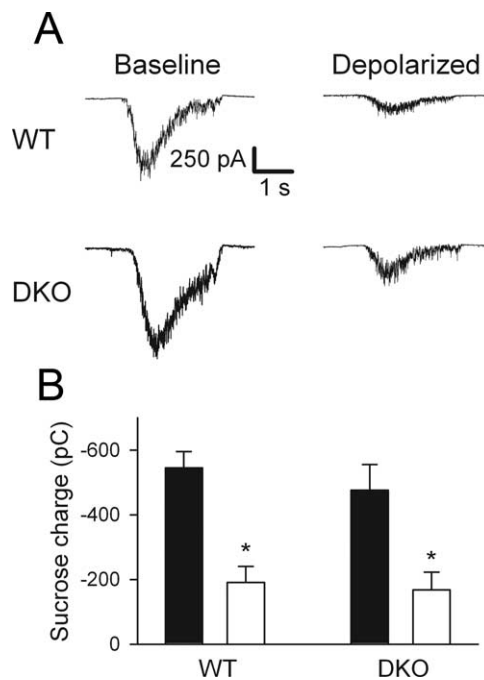 A
Baseline Depolarized
WT
250 pA
1 s
DKO
B
Sucrose charge (pC)
-600
-400
-200
0
* *
WT DKO